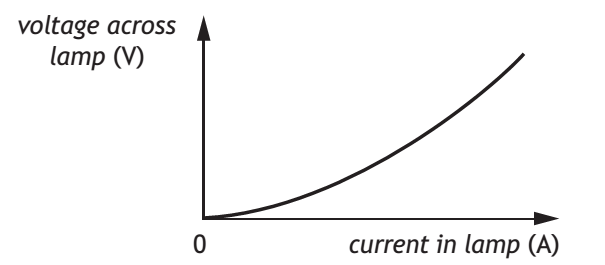 voltage across
lamp (V)
0
current in lamp (A)